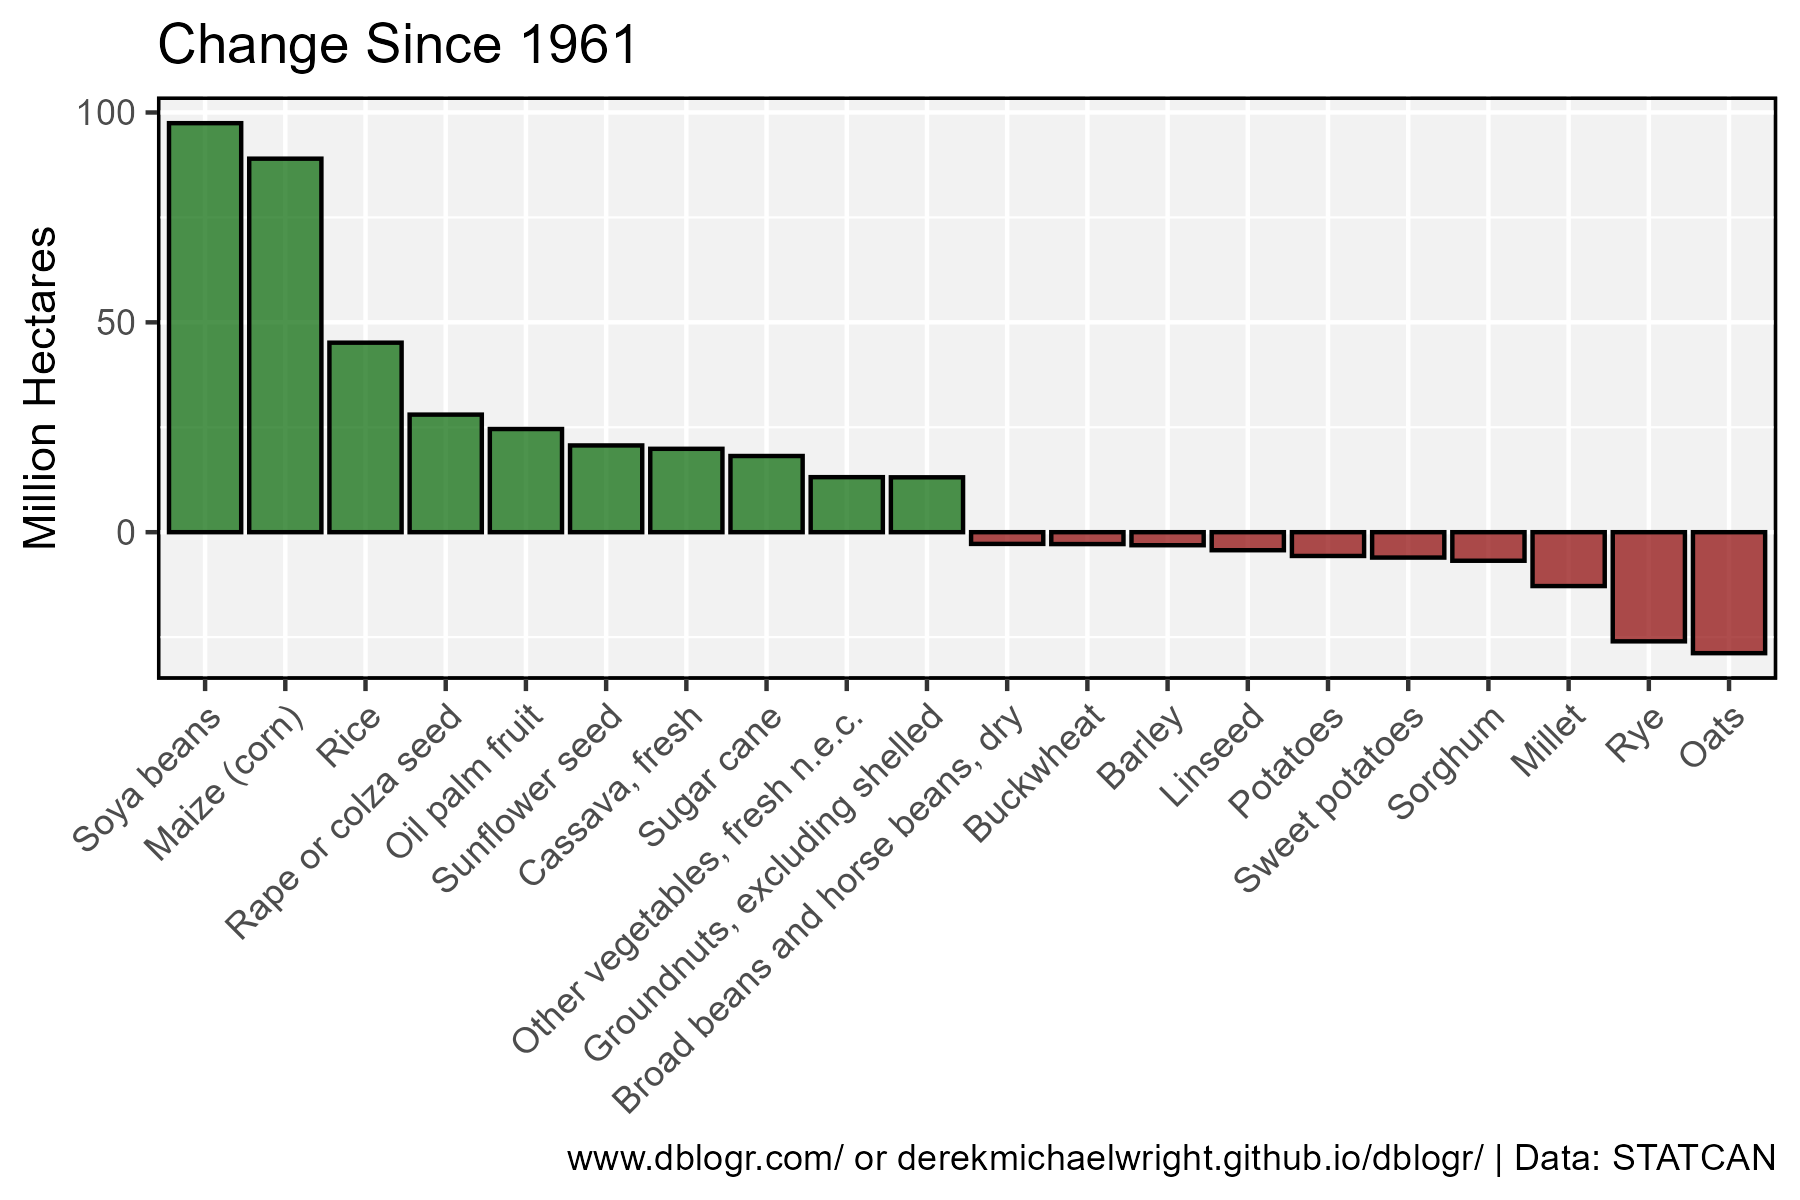 Change Since 1961
Million Hectares
100
50
0
Soya beans
Maize (corn)
Rice
Rape or colza seed
Oil palm fruit
Sunflower seed
Cassava, fresh
Sugar cane
Other vegetables, fresh n.e.c.
Groundnuts, excluding shelled
Broad beans and horse beans, dry
Buckwheat
Barley
Linseed
Potatoes
Sweet potatoes
Sorghum
Millet
Rye
Oats
www.dblogr.com/ or derekmichaelwright.github.io/dblogr/ | Data: STATCAN